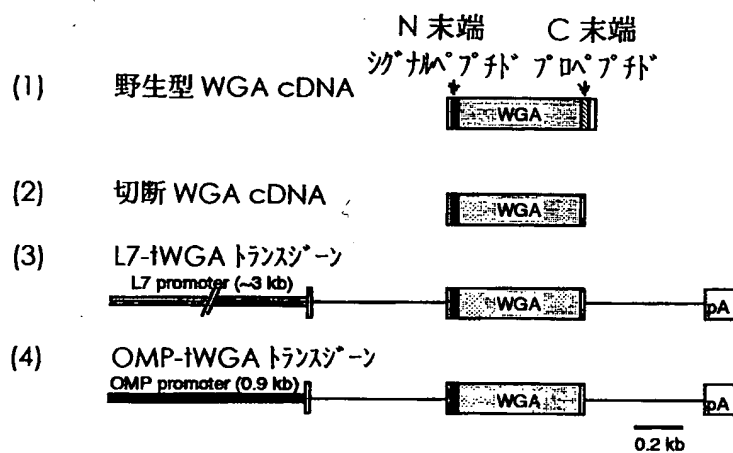 N 末端 C 末端
シグナルペプチド プロペプチド
(1) 野生型 WGA cDNA
WGA
(2) 切断 WGA cDNA
WGA
(3) L7-tWGA トランスジーン
L7 promoter (~3 kb)
WGA
pA
(4) OMP-tWGA トランスジーン
OMP promoter (0.9 kb)
WGA
pA
0.2 kb